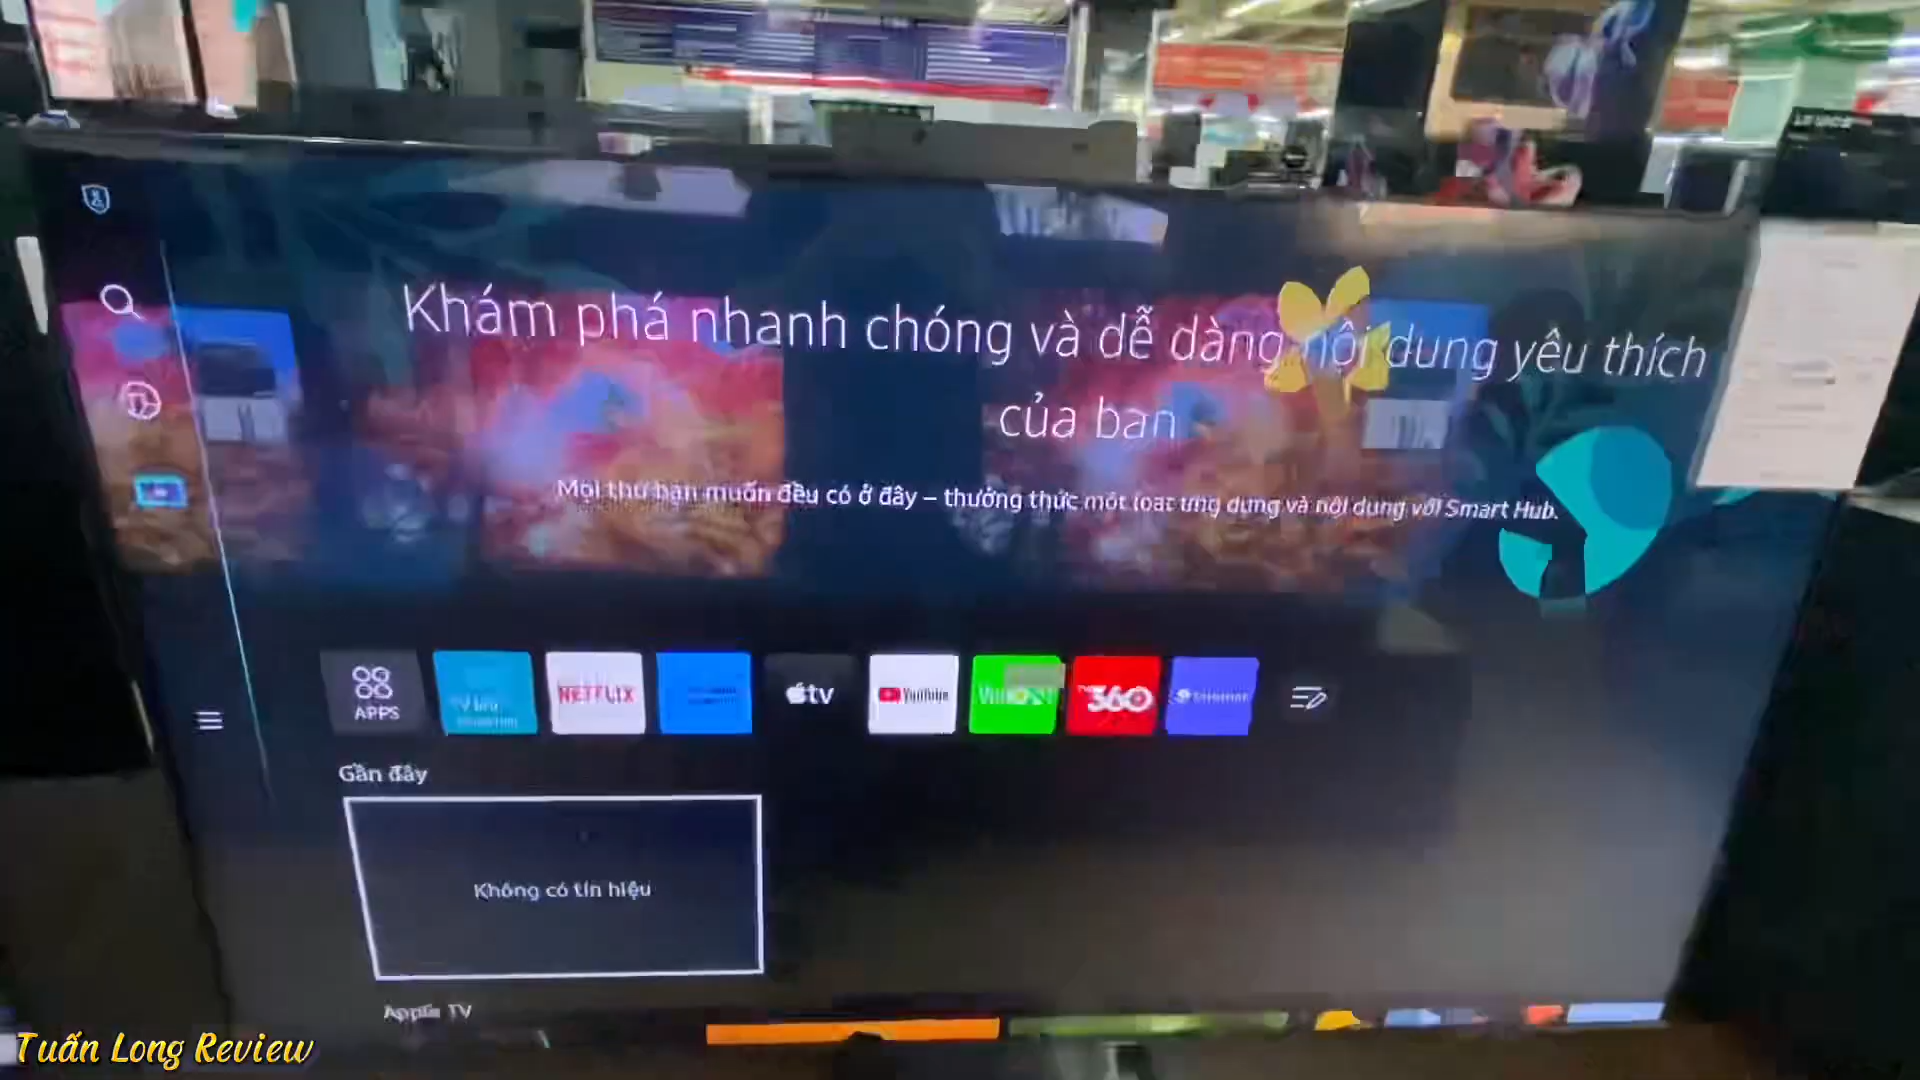 Khám phá nhanh chóng và dễ dàng nội dung yêu thích
của bạn
Mọi thứ bạn muốn đều có ở đây – thưởng thức một loạt ứng dụng và nội dung với Smart Hub.
APPS
NETFLIX
tv
YouTube
360
Gần đây
Không có tín hiệu
Apple TV
Tuấn Long Review